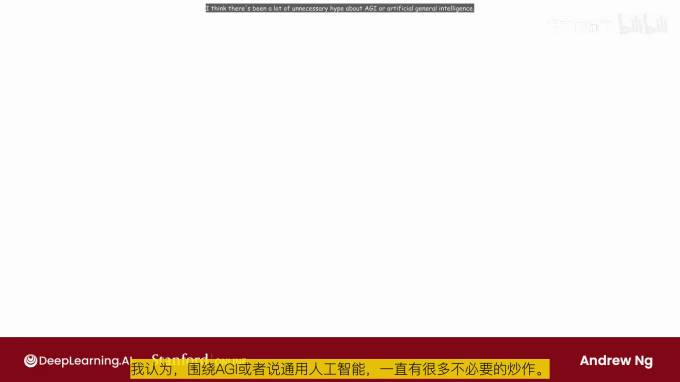 I think there's been a lot of unnecessary hype about AGI or artificial general intelligence.
bilibili
DeepLearning.AI
Stanford
Andrew Ng
我认为，围绕AGI或者说通用人工智能，一直有很多不必要的炒作。